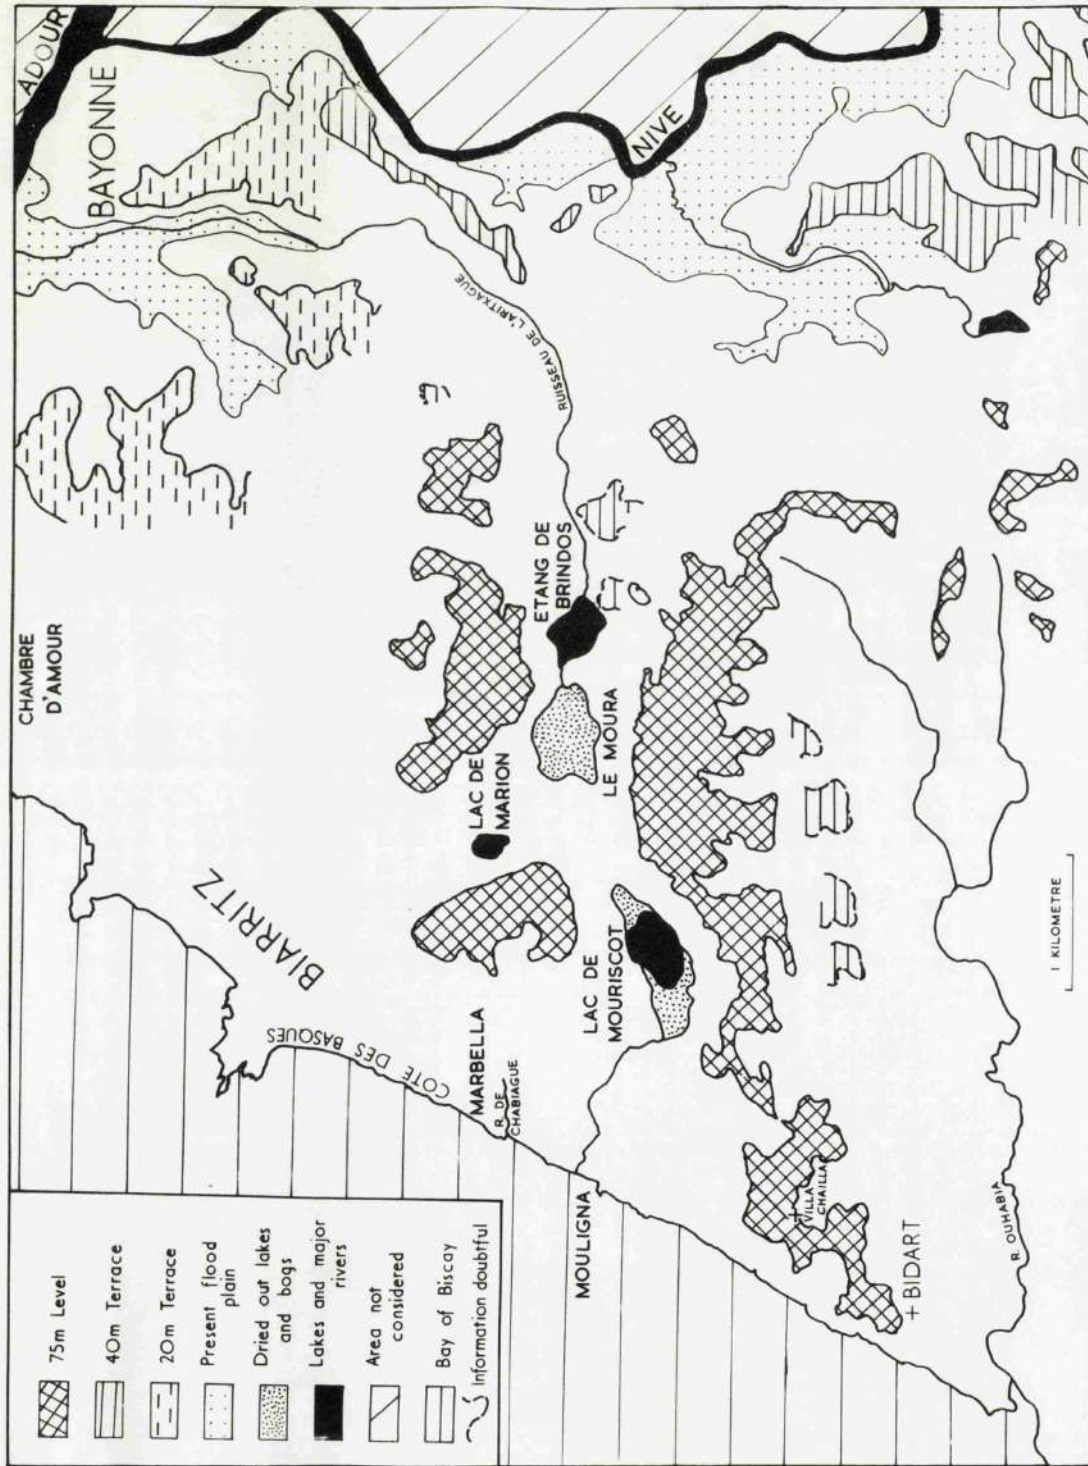 ADOUR
BAYONNE
NIVE
RUISSEAU DE L'ARITXAGUE
CHAMBRE
D'AMOUR
ETANG DE
BRINDOS
LE MOURA
LAC DE
MARION
BIARRITZ
COTE DES BASQUES
LAC DE
MOURISCOT
MARBELLA
R. DE
CHABIAGUE
MOULIGNA
VILLA
CHAILLA
+ BIDART
R. OUHABIA
1 KILOMETRE
75m Level
40m Terrace
20m Terrace
Present flood
plain
Dried out lakes
and bogs
Lakes and major
rivers
Area not
considered
Bay of Biscay
Information doubtful